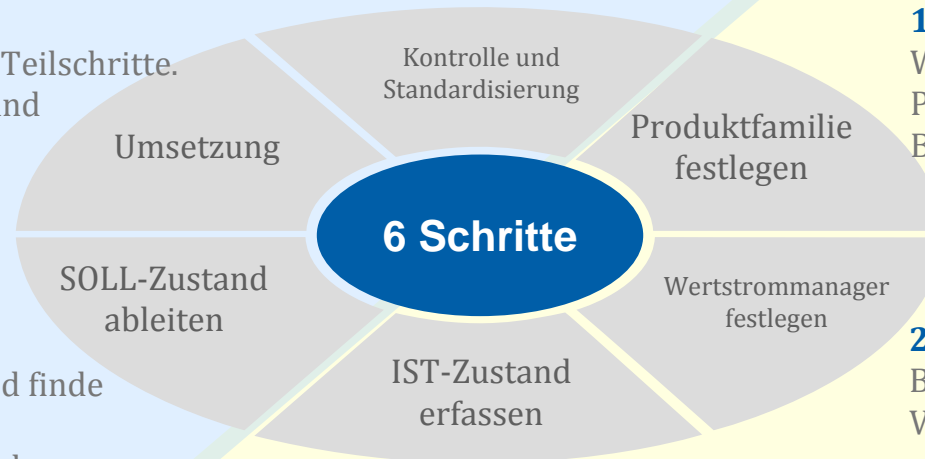 Teilschritte.
Kontrolle und
Standardisierung
Umsetzung
Produktfamilie
festlegen
6 Schritte
SOLL-Zustand
ableiten
Wertstrommanager
festlegen
IST-Zustand
erfassen
d finde
1
W
P
B
2
B
W